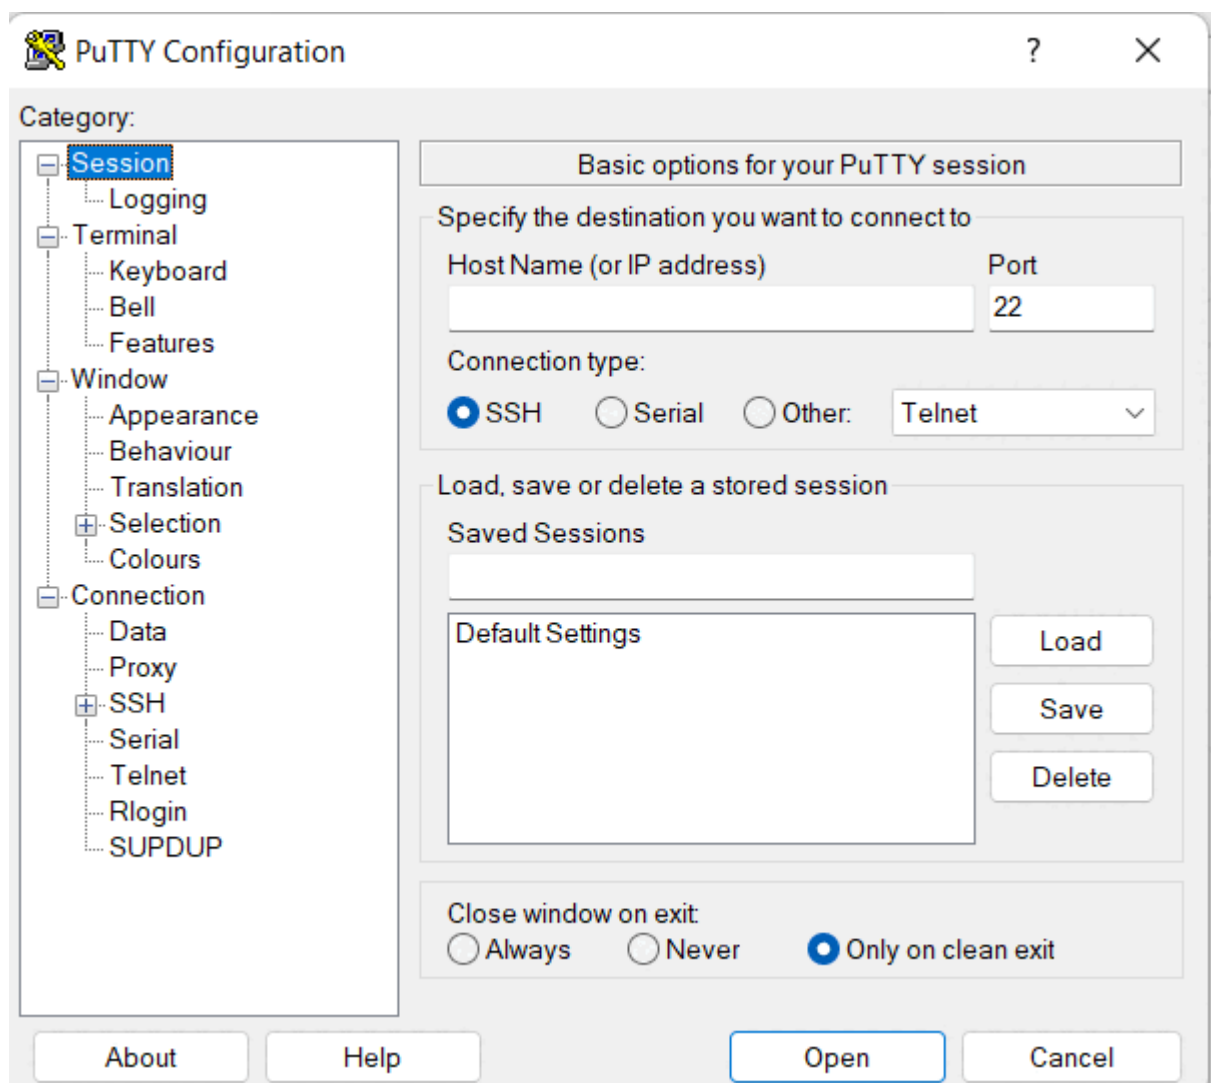 PuTTY Configuration
?
Category:
Session
Logging
Terminal
Keyboard
Bell
Features
Window
Appearance
Behaviour
Translation
Selection
Colours
Connection
Data
Proxy
SSH
Serial
Telnet
Rlogin
SUPDUP
Basic options for your PuTTY session
Specify the destination you want to connect to
Host Name (or IP address) Port
22
Connection type:
SSH Serial Other: Telnet
Load, save or delete a stored session
Saved Sessions
Default Settings
Load
Save
Delete
Close window on exit:
Always Never Only on clean exit
About Help Open Cancel